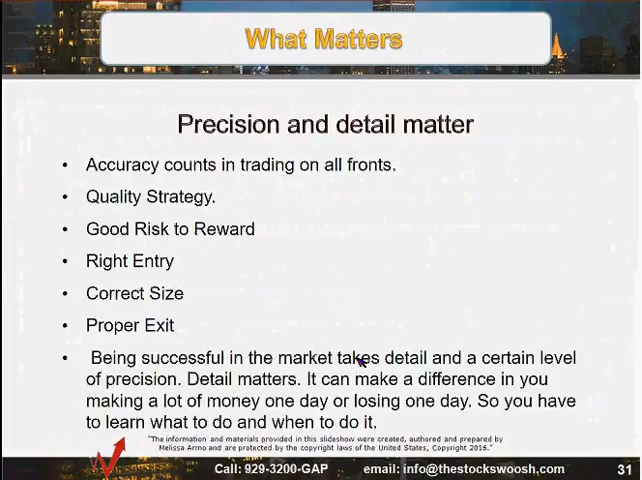 What Matters
Precision and detail matter
• Accuracy counts in trading on all fronts.
• Quality Strategy.
• Good Risk to Reward
• Right Entry
• Correct Size
• Proper Exit
• Being successful in the market takes detail and a certain level
of precision. Detail matters. It can make a difference in you
making a lot of money one day or losing one day. So you have
to learn what to do and when to do it.
"The information and materials provided in this slideshow were created, authored and prepared by
Melissa Armo and are protected by the copyright laws of the United States, Copyright 2016."
Call: 929-3200-GAP email: info@thestockswoosh.com 31